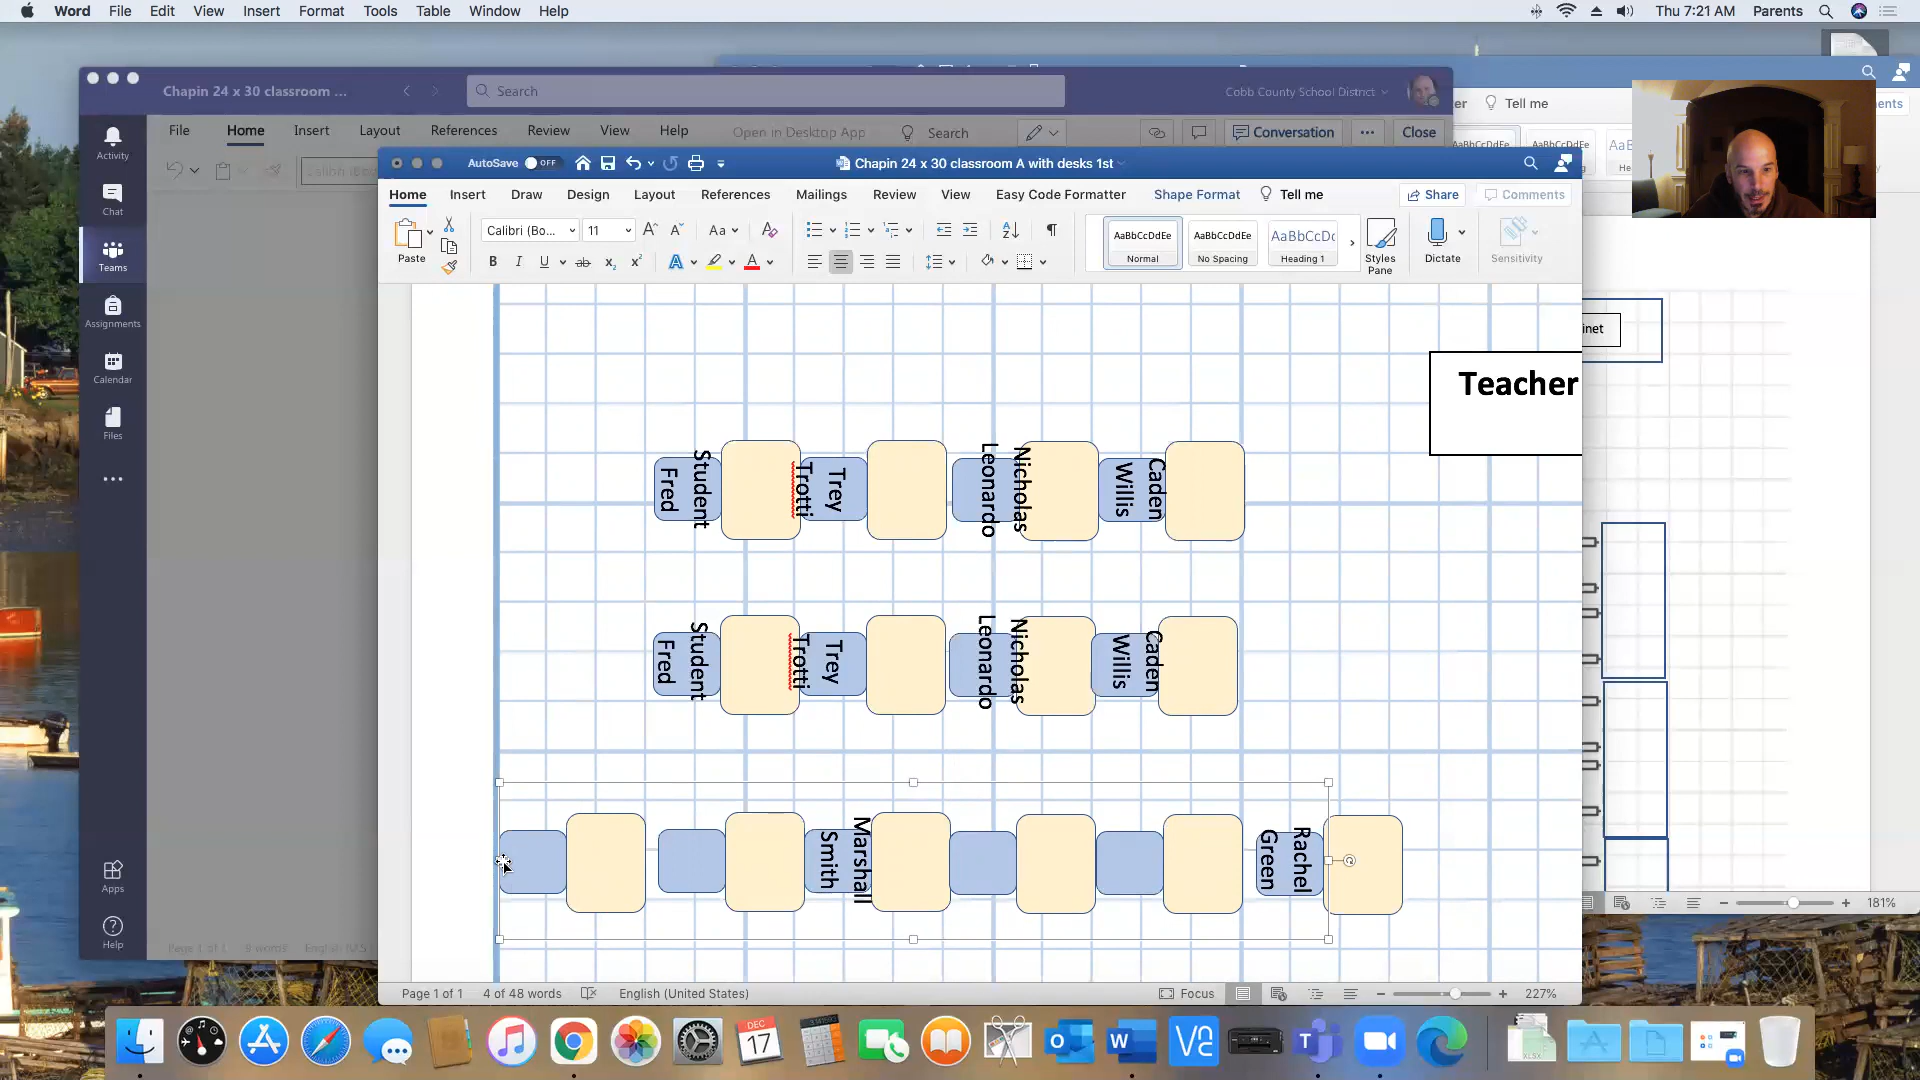 Word File Edit View Insert Format Tools Table Window Help
Thu 7:21 AM Parents
Chapin 24 x 30 classroom ...
Search
Cobb County School District
File Home Insert Layout References Review View Help Open in Desktop App Search Conversation Close
Tell me
AutoSave OFF
Chapin 24 x 30 classroom A with desks 1st
Home Insert Draw Design Layout References Mailings Review View Easy Code Formatter Shape Format Tell me Share Comments
Paste
Calibri (Bo... 11
AaBbCcDdEe
Normal
AaBbCcDdEe
No Spacing
AaBbCcDc
Heading 1
Styles
Pane
Dictate
Sensitivity
Activity
Chat
Teams
Assignments
Calendar
Files
Apps
Help
Teacher
inet
Student
Fred
Trey
Trotti
Nicholas
Leonardo
Caden
Willis
Student
Fred
Trey
Trotti
Nicholas
Leonardo
Caden
Willis
Marshall
Smith
Rachel
Green
181%
Page 1 of 1 4 of 48 words English (United States) Focus 227%
DEC
17